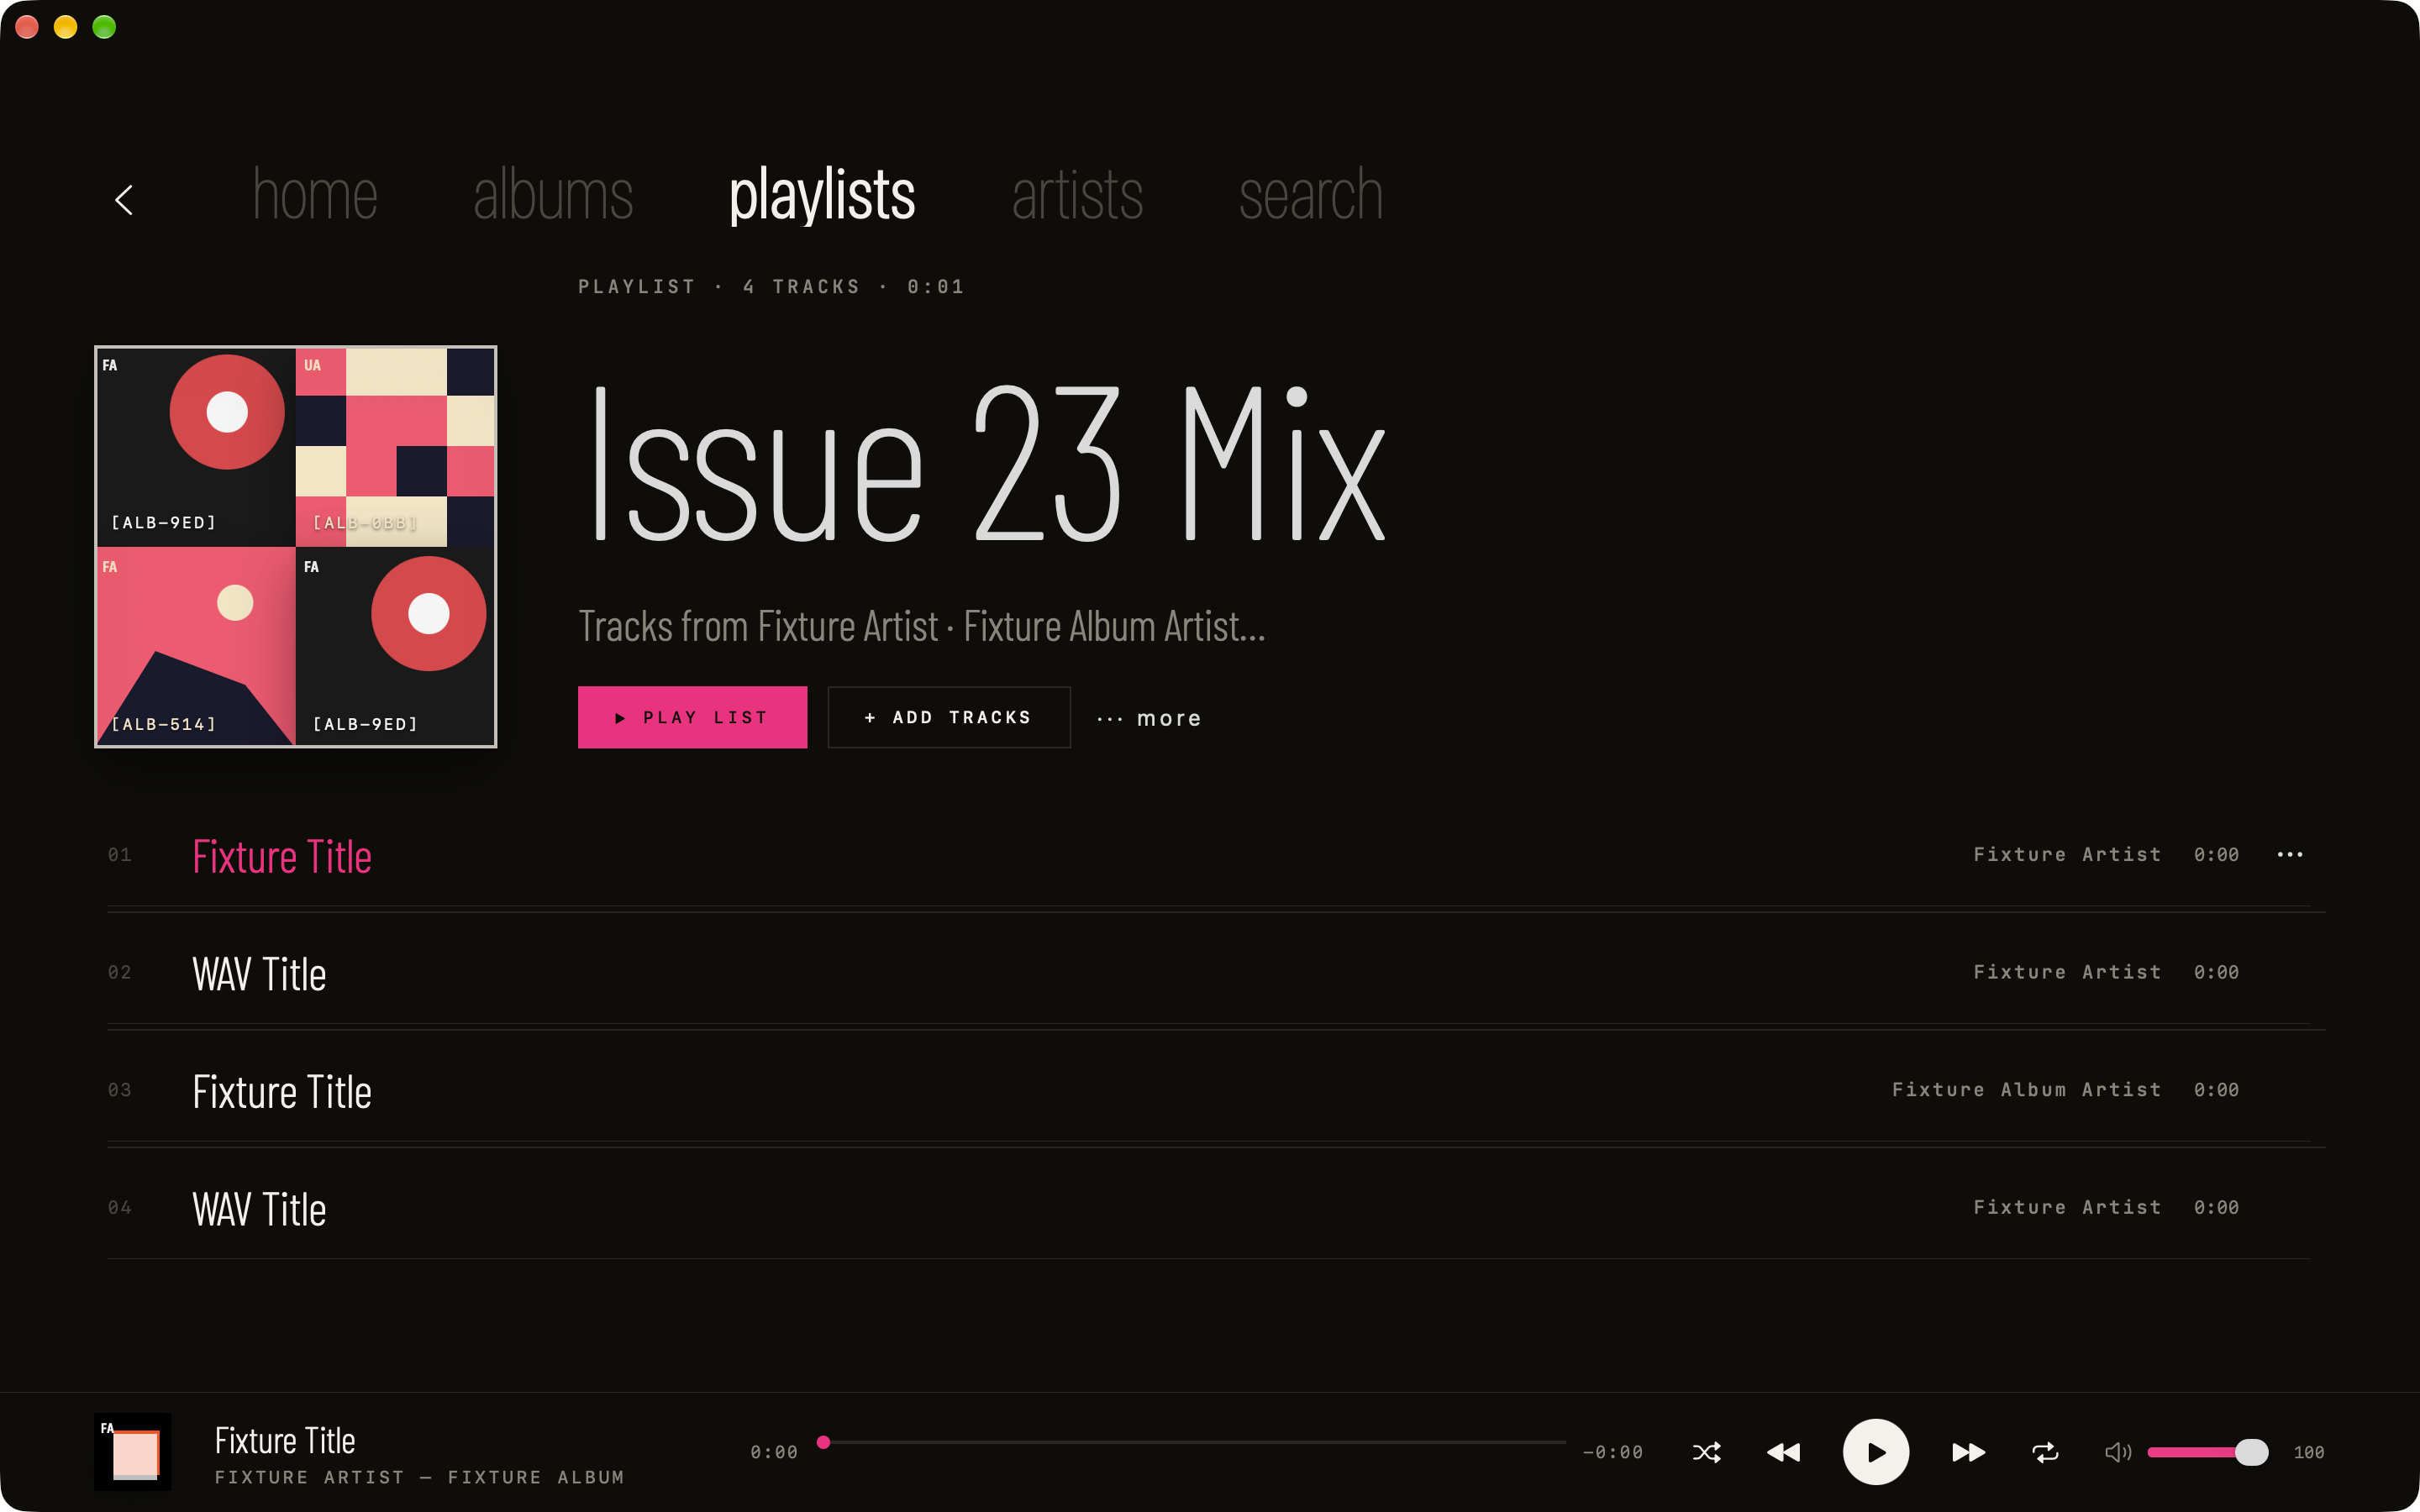 home albums playlists artists search
PLAYLIST · 4 TRACKS · 0:01
FA
UA
[ALB-9ED]
[ALB-0BB]
FA
FA
[ALB-514]
[ALB-9ED]
Issue 23 Mix
Tracks from Fixture Artist · Fixture Album Artist...
PLAY LIST
+ ADD TRACKS
··· more
01 Fixture Title Fixture Artist 0:00 ···
02 WAV Title Fixture Artist 0:00
03 Fixture Title Fixture Album Artist 0:00
04 WAV Title Fixture Artist 0:00
FA
Fixture Title
FIXTURE ARTIST — FIXTURE ALBUM
0:00
-0:00
100